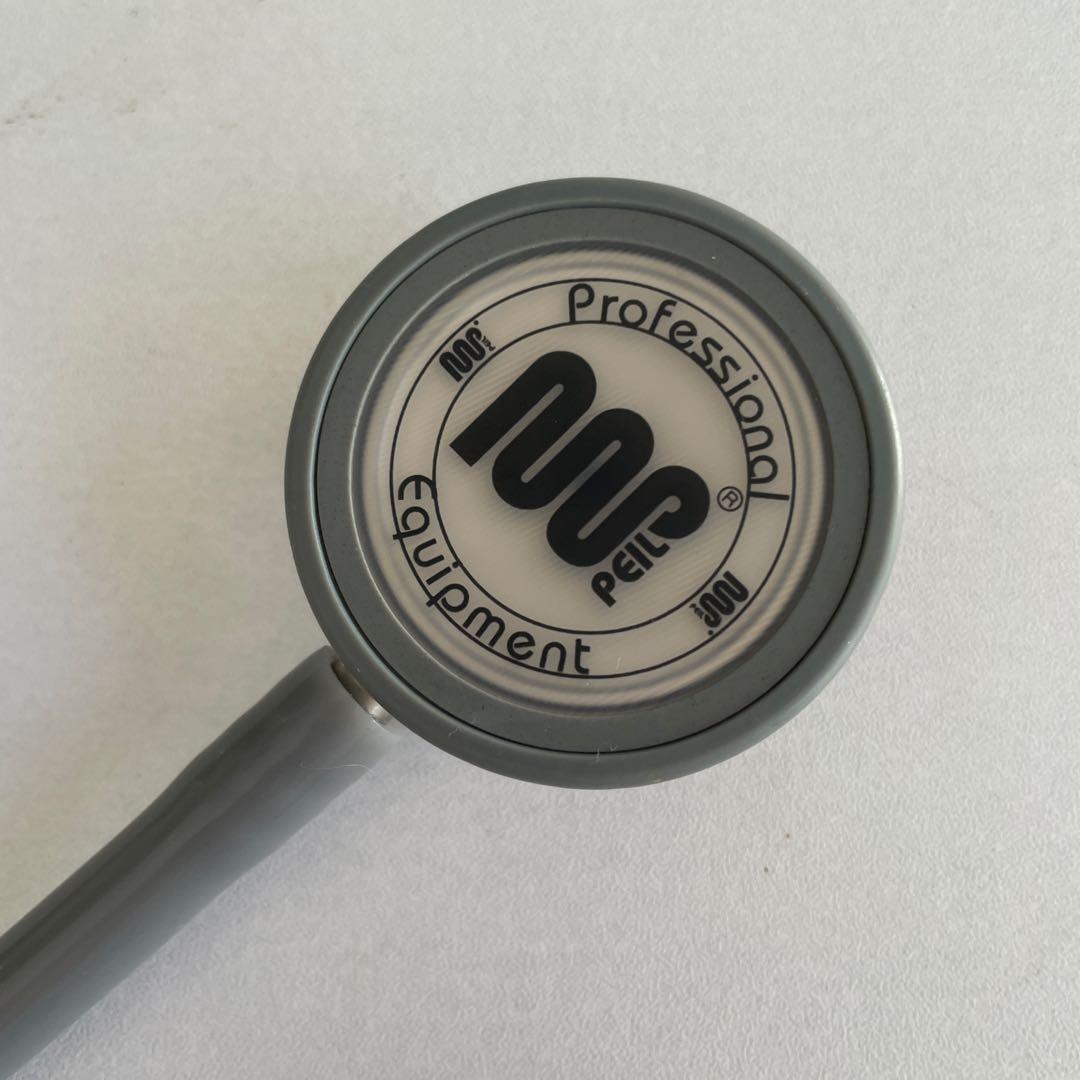 Professional
PEIL
®
Equipment